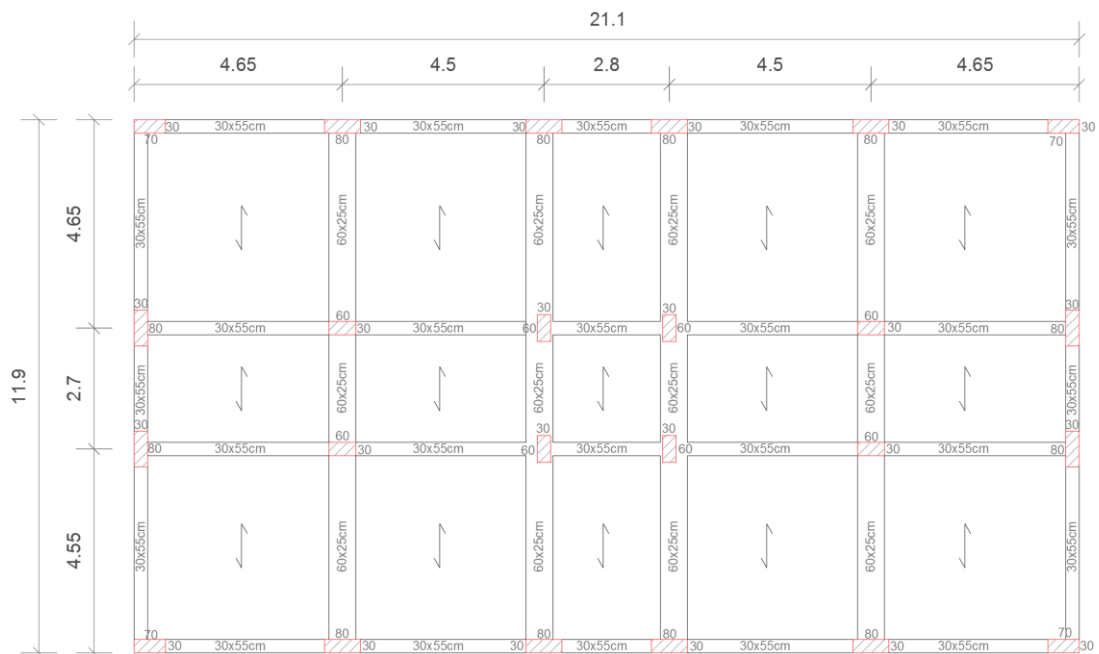 21.1
4.65
4.5
2.8
4.5
4.65
30 30x55cm 30 30x55cm 30 30x55cm 30 30x55cm 30 30x55cm 30
70 80 80 80 80 70
4.65
30x55cm 60x25cm 60x25cm 60x25cm 60x25cm 30x55cm
30 30 30 30
60 60
80 30x55cm 30 30x55cm 60 30x55cm 60 30x55cm 30 30x55cm 80
11.9
2.7
30x55cm 60x25cm 60x25cm 60x25cm 60x25cm 30x55cm
30 30 30 30
60 60
80 30x55cm 30 30x55cm 60 30x55cm 60 30x55cm 30 30x55cm 80
4.55
30x55cm 60x25cm 60x25cm 60x25cm 60x25cm 30x55cm
70 80 80 80 80 70
30 30x55cm 30 30x55cm 30 30x55cm 30 30x55cm 30 30x55cm 30